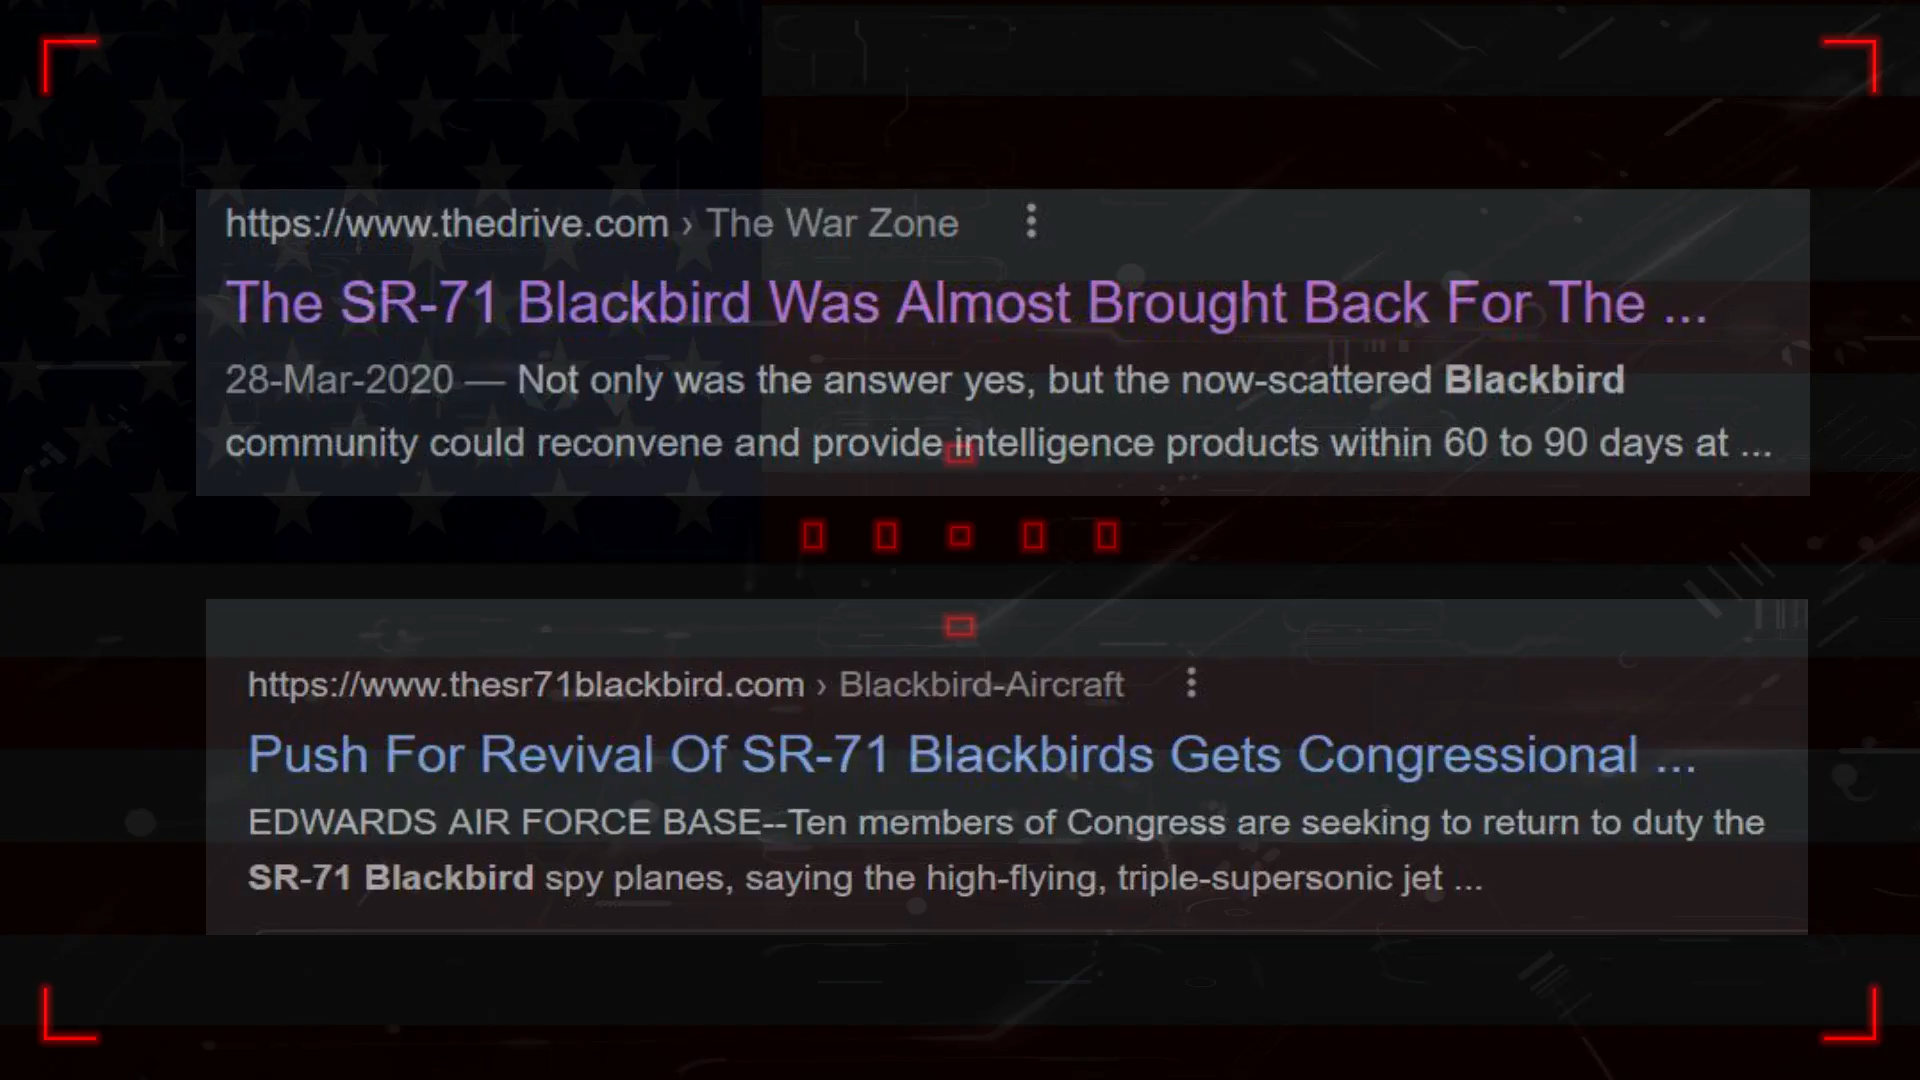 https://www.thedrive.com › The War Zone
The SR-71 Blackbird Was Almost Brought Back For The ...
28-Mar-2020 — Not only was the answer yes, but the now-scattered Blackbird
community could reconvene and provide intelligence products within 60 to 90 days at ...
https://www.thesr71blackbird.com › Blackbird-Aircraft
Push For Revival Of SR-71 Blackbirds Gets Congressional ...
EDWARDS AIR FORCE BASE--Ten members of Congress are seeking to return to duty the
SR-71 Blackbird spy planes, saying the high-flying, triple-supersonic jet ...